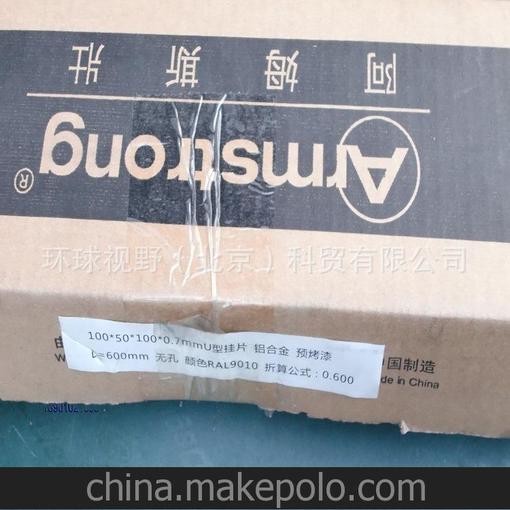 阿姆斯壮
Armstrong®
环球视野(北京)科贸有限公司
100*50*100*0.7mmU型挂片 铝合金 预烤漆
L=600mm 无孔 颜色RAL9010 折算公式:0.600
中国制造
Made in China
china.makepolo.com